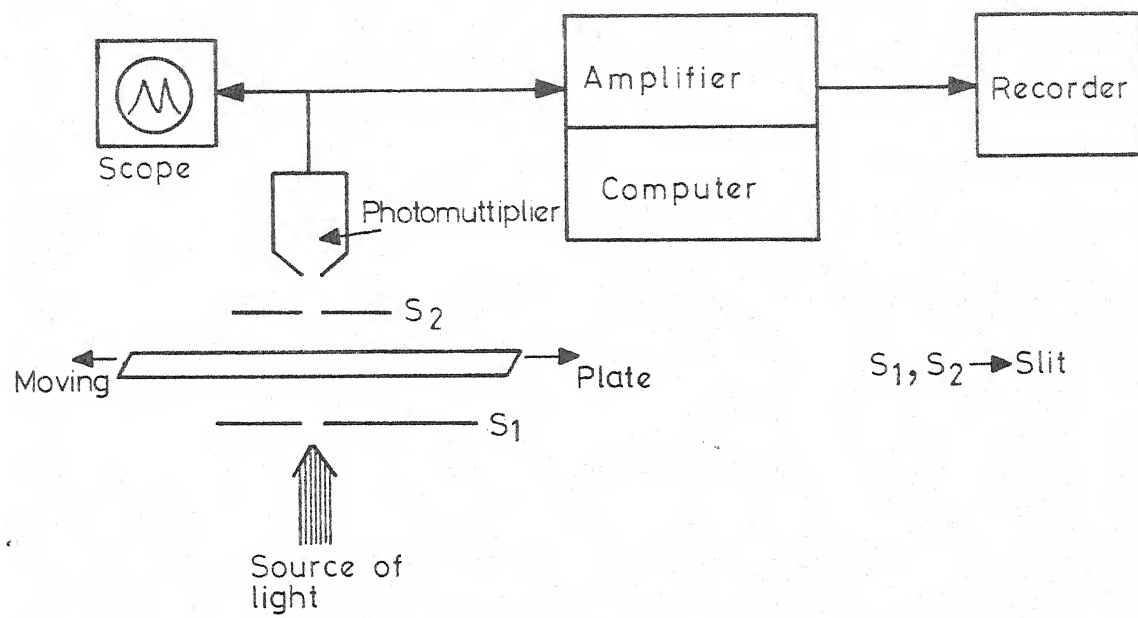 Amplifier
Recorder
Scope
Computer
Photomuttiplier
S2
Moving
Plate
S1, S2 → Slit
S1
Source of
light